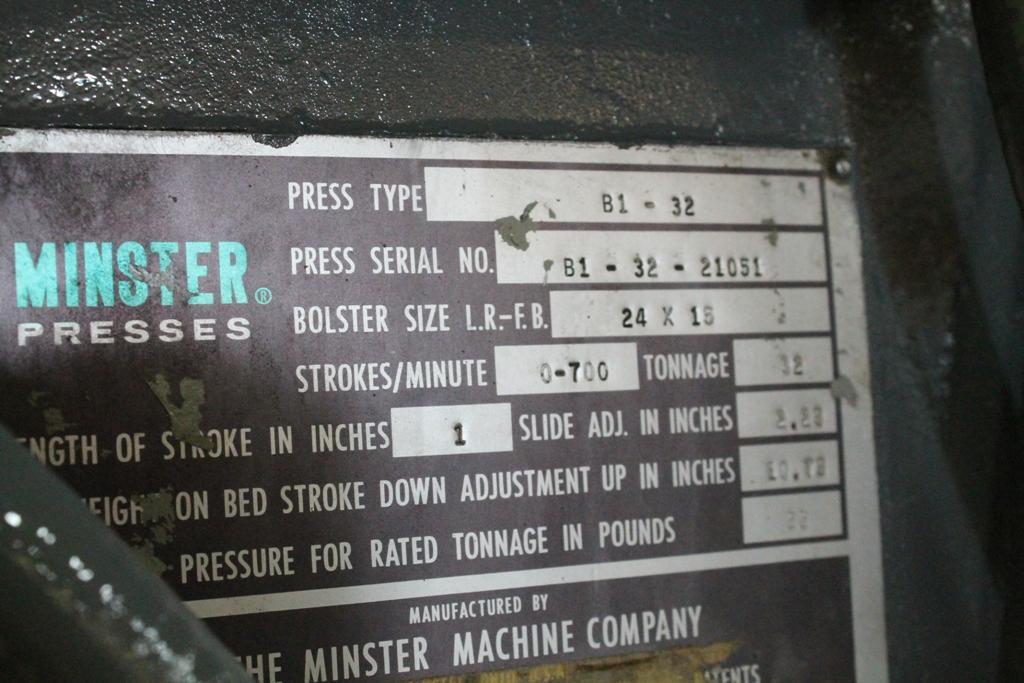 PRESS TYPE B1 - 32
MINSTER®
PRESSES
PRESS SERIAL NO. B1 - 32 - 21051
BOLSTER SIZE L.R.-F.B. 24 X 15
STROKES/MINUTE 0-700 TONNAGE 32
NGTH OF STROKE IN INCHES 1 SLIDE ADJ. IN INCHES
EIGH ON BED STROKE DOWN ADJUSTMENT UP IN INCHES
PRESSURE FOR RATED TONNAGE IN POUNDS
MANUFACTURED BY
HE MINSTER MACHINE COMPANY